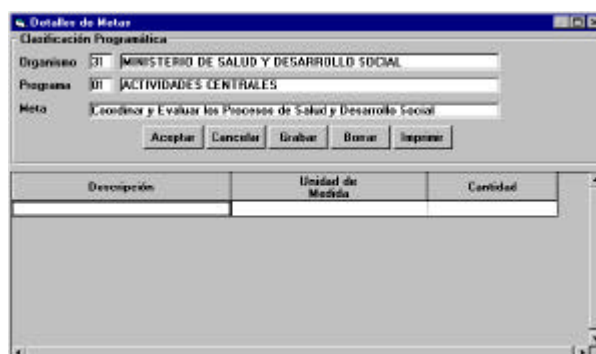 Detalles de Metas
Clasificación Programática
Organismo 31 MINISTERIO DE SALUD Y DESARROLLO SOCIAL
Programa 01 ACTIVIDADES CENTRALES
Meta Coordinar y Evaluar los Procesos de Salud y Desarrollo Social
Aceptar Cancelar Grabar Borrar Imprimir
Descripción Unidad de Medida Cantidad